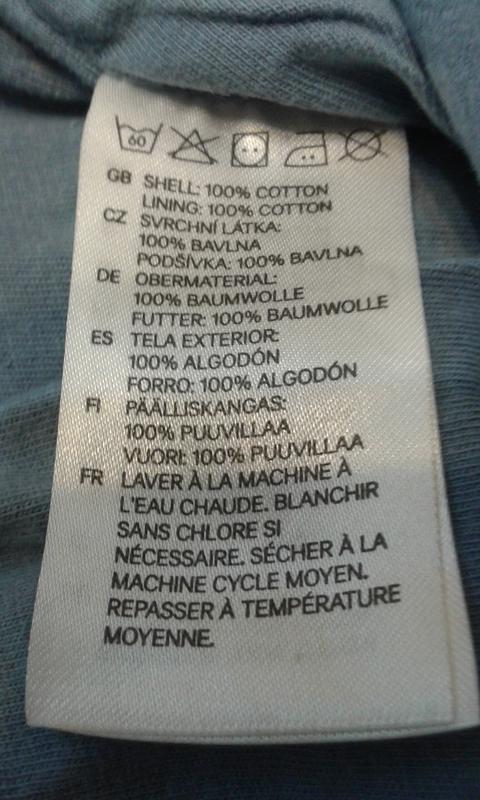 60
GB SHELL: 100% COTTON
LINING: 100% COTTON
CZ SVRCHNÍ LÁTKA:
100% BAVLNA
PODŠÍVKA: 100% BAVLNA
DE OBERMATERIAL:
100% BAUMWOLLE
FUTTER: 100% BAUMWOLLE
ES TELA EXTERIOR:
100% ALGODÓN
FORRO: 100% ALGODÓN
FI PÄÄLLISKANGAS:
100% PUUVILLAA
VUORI: 100% PUUVILLAA
FR LAVER À LA MACHINE À
L'EAU CHAUDE. BLANCHIR
SANS CHLORE SI
NÉCESSAIRE. SÉCHER À LA
MACHINE CYCLE MOYEN.
REPASSER À TEMPÉRATURE
MOYENNE.